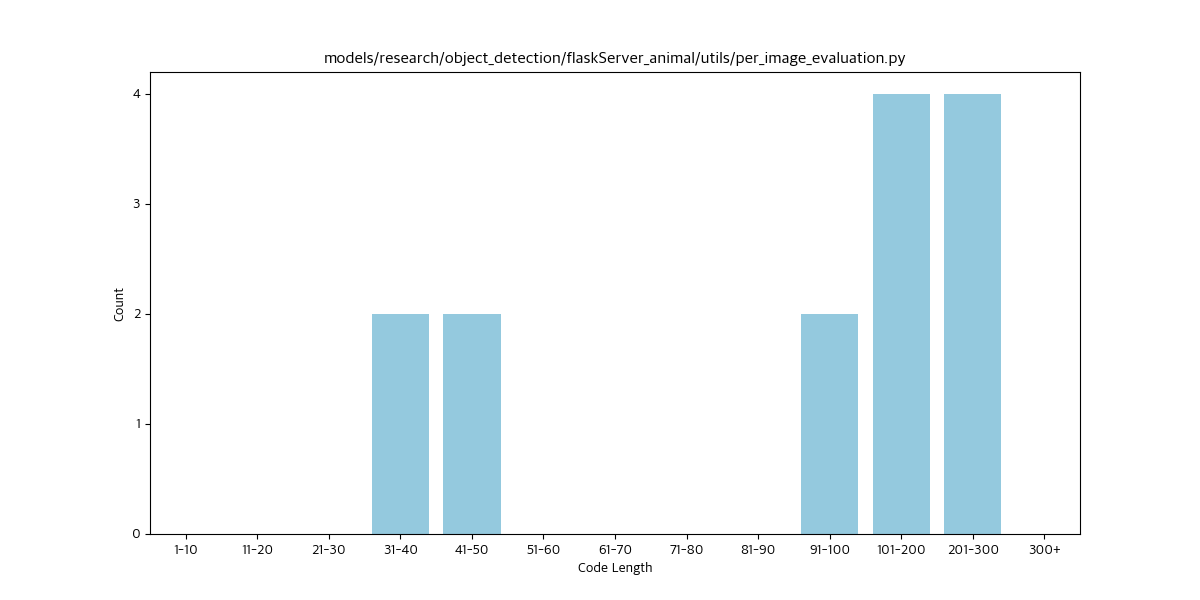 models/research/object_detection/flaskServer_animal/utils/per_image_evaluation.py
4
3
2
1
0
Count
1-10 11-20 21-30 31-40 41-50 51-60 61-70 71-80 81-90 91-100 101-200 201-300 300+
Code Length